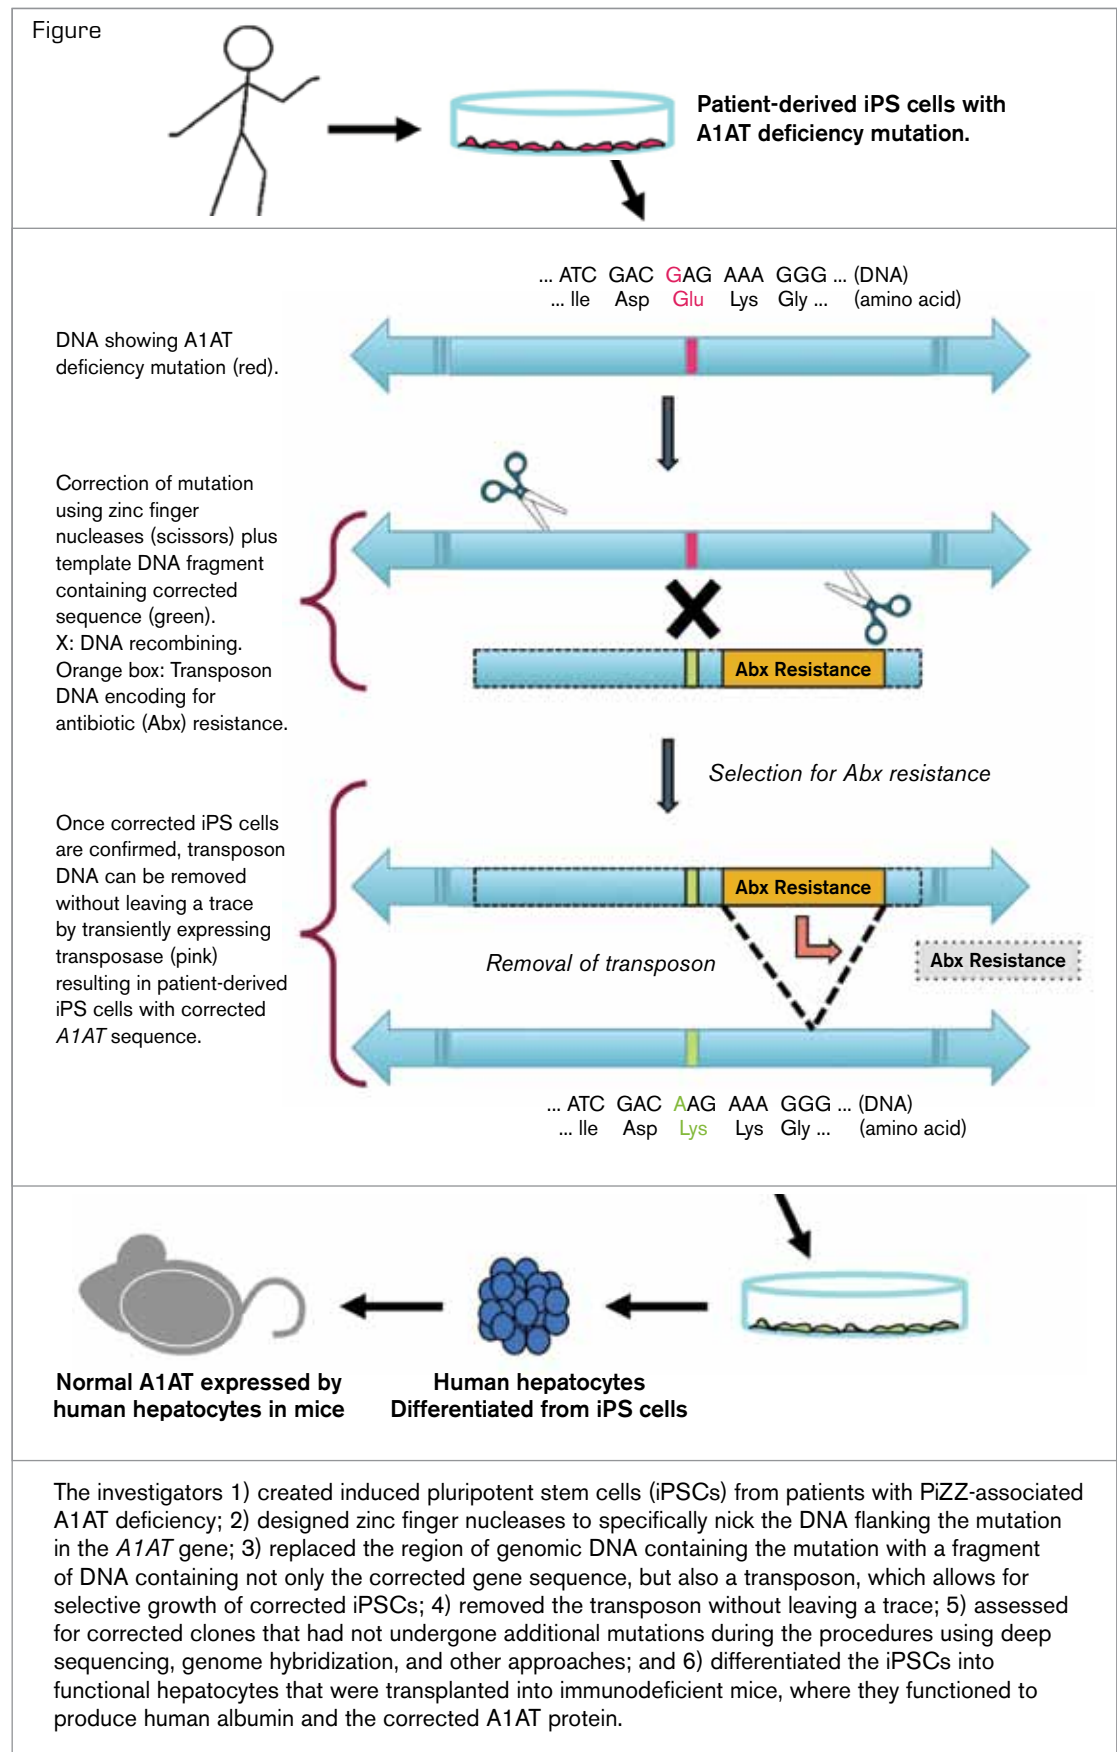 Figure
Patient-derived iPS cells with
A1AT deficiency mutation.
... ATC GAC GAG AAA GGG ... (DNA)
... Ile Asp Glu Lys Gly ... (amino acid)
DNA showing A1AT
deficiency mutation (red).
Correction of mutation
using zinc finger
nucleases (scissors) plus
template DNA fragment
containing corrected
sequence (green).
X: DNA recombining.
Orange box: Transposon
DNA encoding for
antibiotic (Abx) resistance.
Abx Resistance
Selection for Abx resistance
Once corrected iPS cells
are confirmed, transposon
DNA can be removed
without leaving a trace
by transiently expressing
transposase (pink)
resulting in patient-derived
iPS cells with corrected
A1AT sequence.
Abx Resistance
Removal of transposon
Abx Resistance
... ATC GAC AAG AAA GGG ... (DNA)
... Ile Asp Lys Lys Gly ... (amino acid)
Normal A1AT expressed by
human hepatocytes in mice
Human hepatocytes
Differentiated from iPS cells
The investigators 1) created induced pluripotent stem cells (iPSCs) from patients with PiZZ-associated
A1AT deficiency; 2) designed zinc finger nucleases to specifically nick the DNA flanking the mutation
in the A1AT gene; 3) replaced the region of genomic DNA containing the mutation with a fragment
of DNA containing not only the corrected gene sequence, but also a transposon, which allows for
selective growth of corrected iPSCs; 4) removed the transposon without leaving a trace; 5) assessed
for corrected clones that had not undergone additional mutations during the procedures using deep
sequencing, genome hybridization, and other approaches; and 6) differentiated the iPSCs into
functional hepatocytes that were transplanted into immunodeficient mice, where they functioned to
produce human albumin and the corrected A1AT protein.